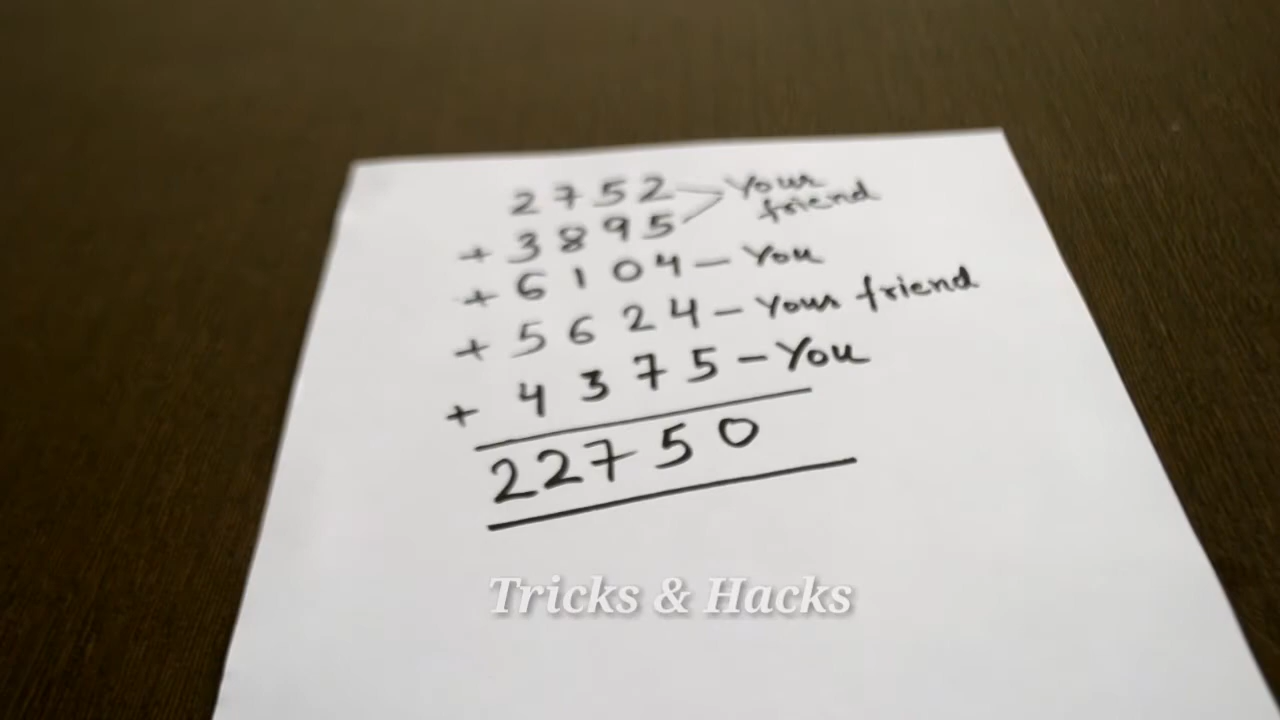 2752
+ 3895 > Your friend
+ 6104 – You
+ 5624 – Your friend
+ 4375 – You
22750
Tricks & Hacks